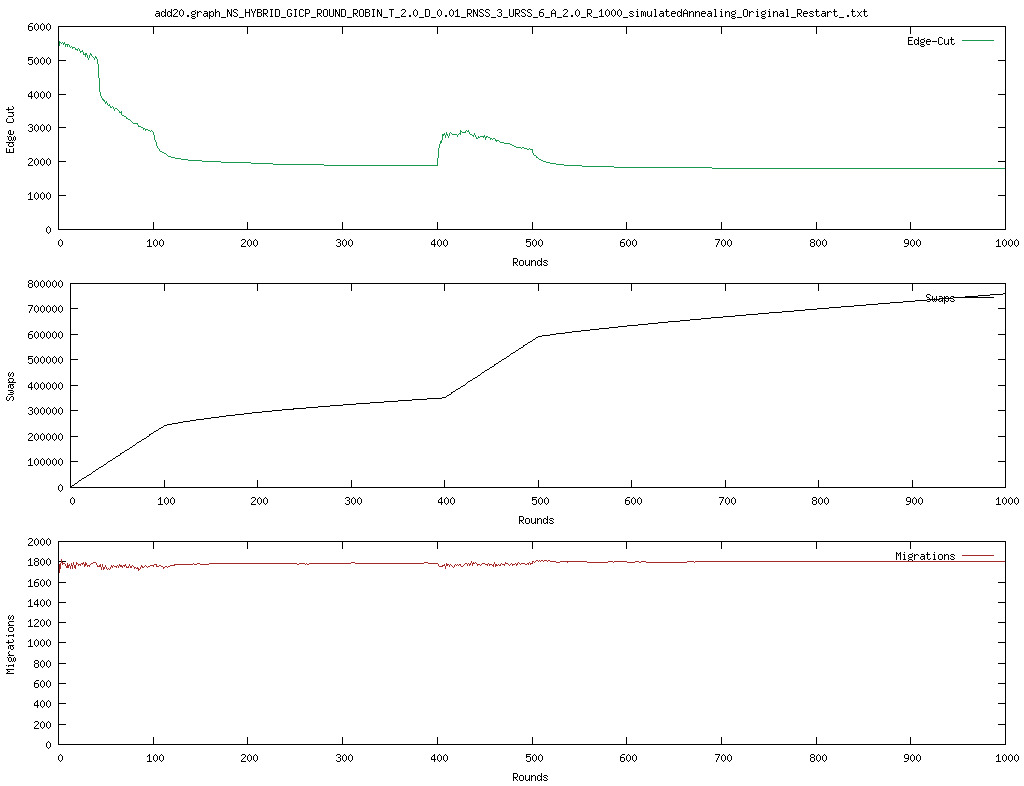 add20.graph_NS_HYBRID_GICP_ROUND_ROBIN_T_2.0_D_0.01_RNSS_3_URSS_6_A_2.0_R_1000_simulatedAnnealing_Original_Restart_.txt
6000
5000
4000
3000
2000
1000
0
Edge Cut
Edge-Cut
0 100 200 300 400 500 600 700 800 900 1000
Rounds
800000
700000
600000
500000
400000
300000
200000
100000
0
Swaps
Swaps
0 100 200 300 400 500 600 700 800 900 1000
Rounds
2000
1800
1600
1400
1200
1000
800
600
400
200
0
Migrations
Migrations
0 100 200 300 400 500 600 700 800 900 1000
Rounds